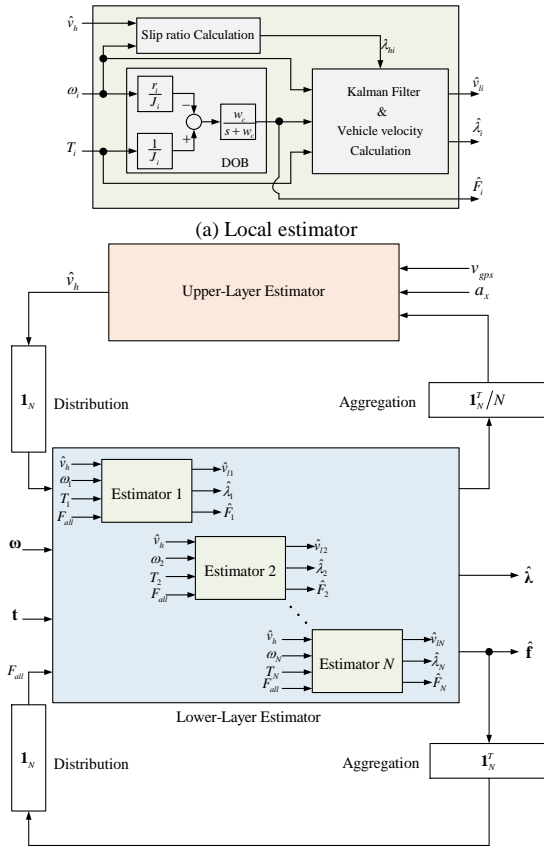 v̂_h
Slip ratio Calculation
λ_hi
ω_i
r_i/J_i
−
w_c/(s + w_c)
Kalman Filter
&
Vehicle velocity
Calculation
v̂_li
λ̂_i
T_i
1/J_i
+
DOB
F̂_i
(a) Local estimator
v̂_h
Upper-Layer Estimator
v_gps
a_x
1_N
Distribution
Aggregation
1_N^T/N
v̂_h
ω_1
T_1
F_all
Estimator 1
v̂_l1
λ̂_1
F̂_1
v̂_h
ω_2
T_2
F_all
Estimator 2
v̂_l2
λ̂_2
F̂_2
v̂_h
ω_N
T_N
F_all
Estimator N
v̂_lN
λ̂_N
F̂_N
ω
t
F_all
λ̂
f̂
Lower-Layer Estimator
1_N
Distribution
Aggregation
1_N^T